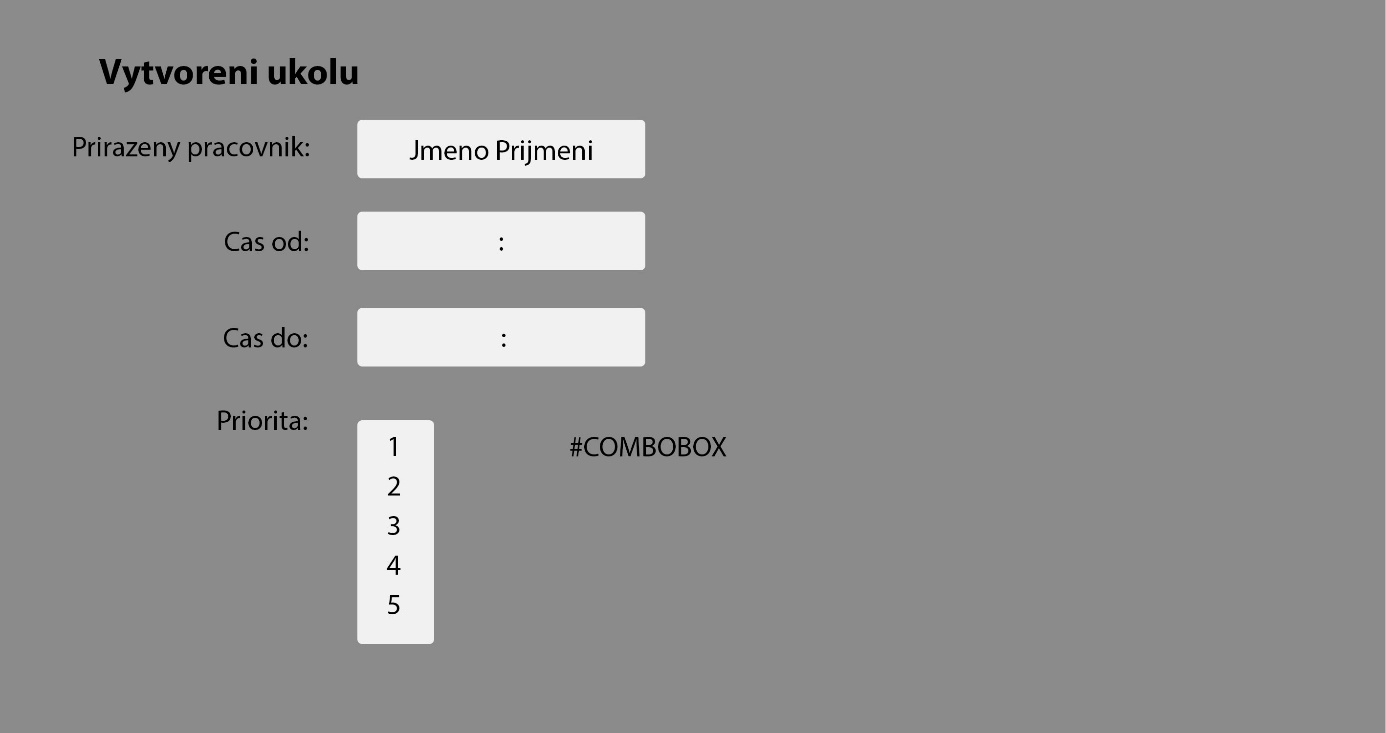 Vytvoreni ukolu
Prirazeny pracovnik: Jmeno Prijmeni
Cas od: :
Cas do: :
Priorita:
1 #COMBOBOX
2
3
4
5